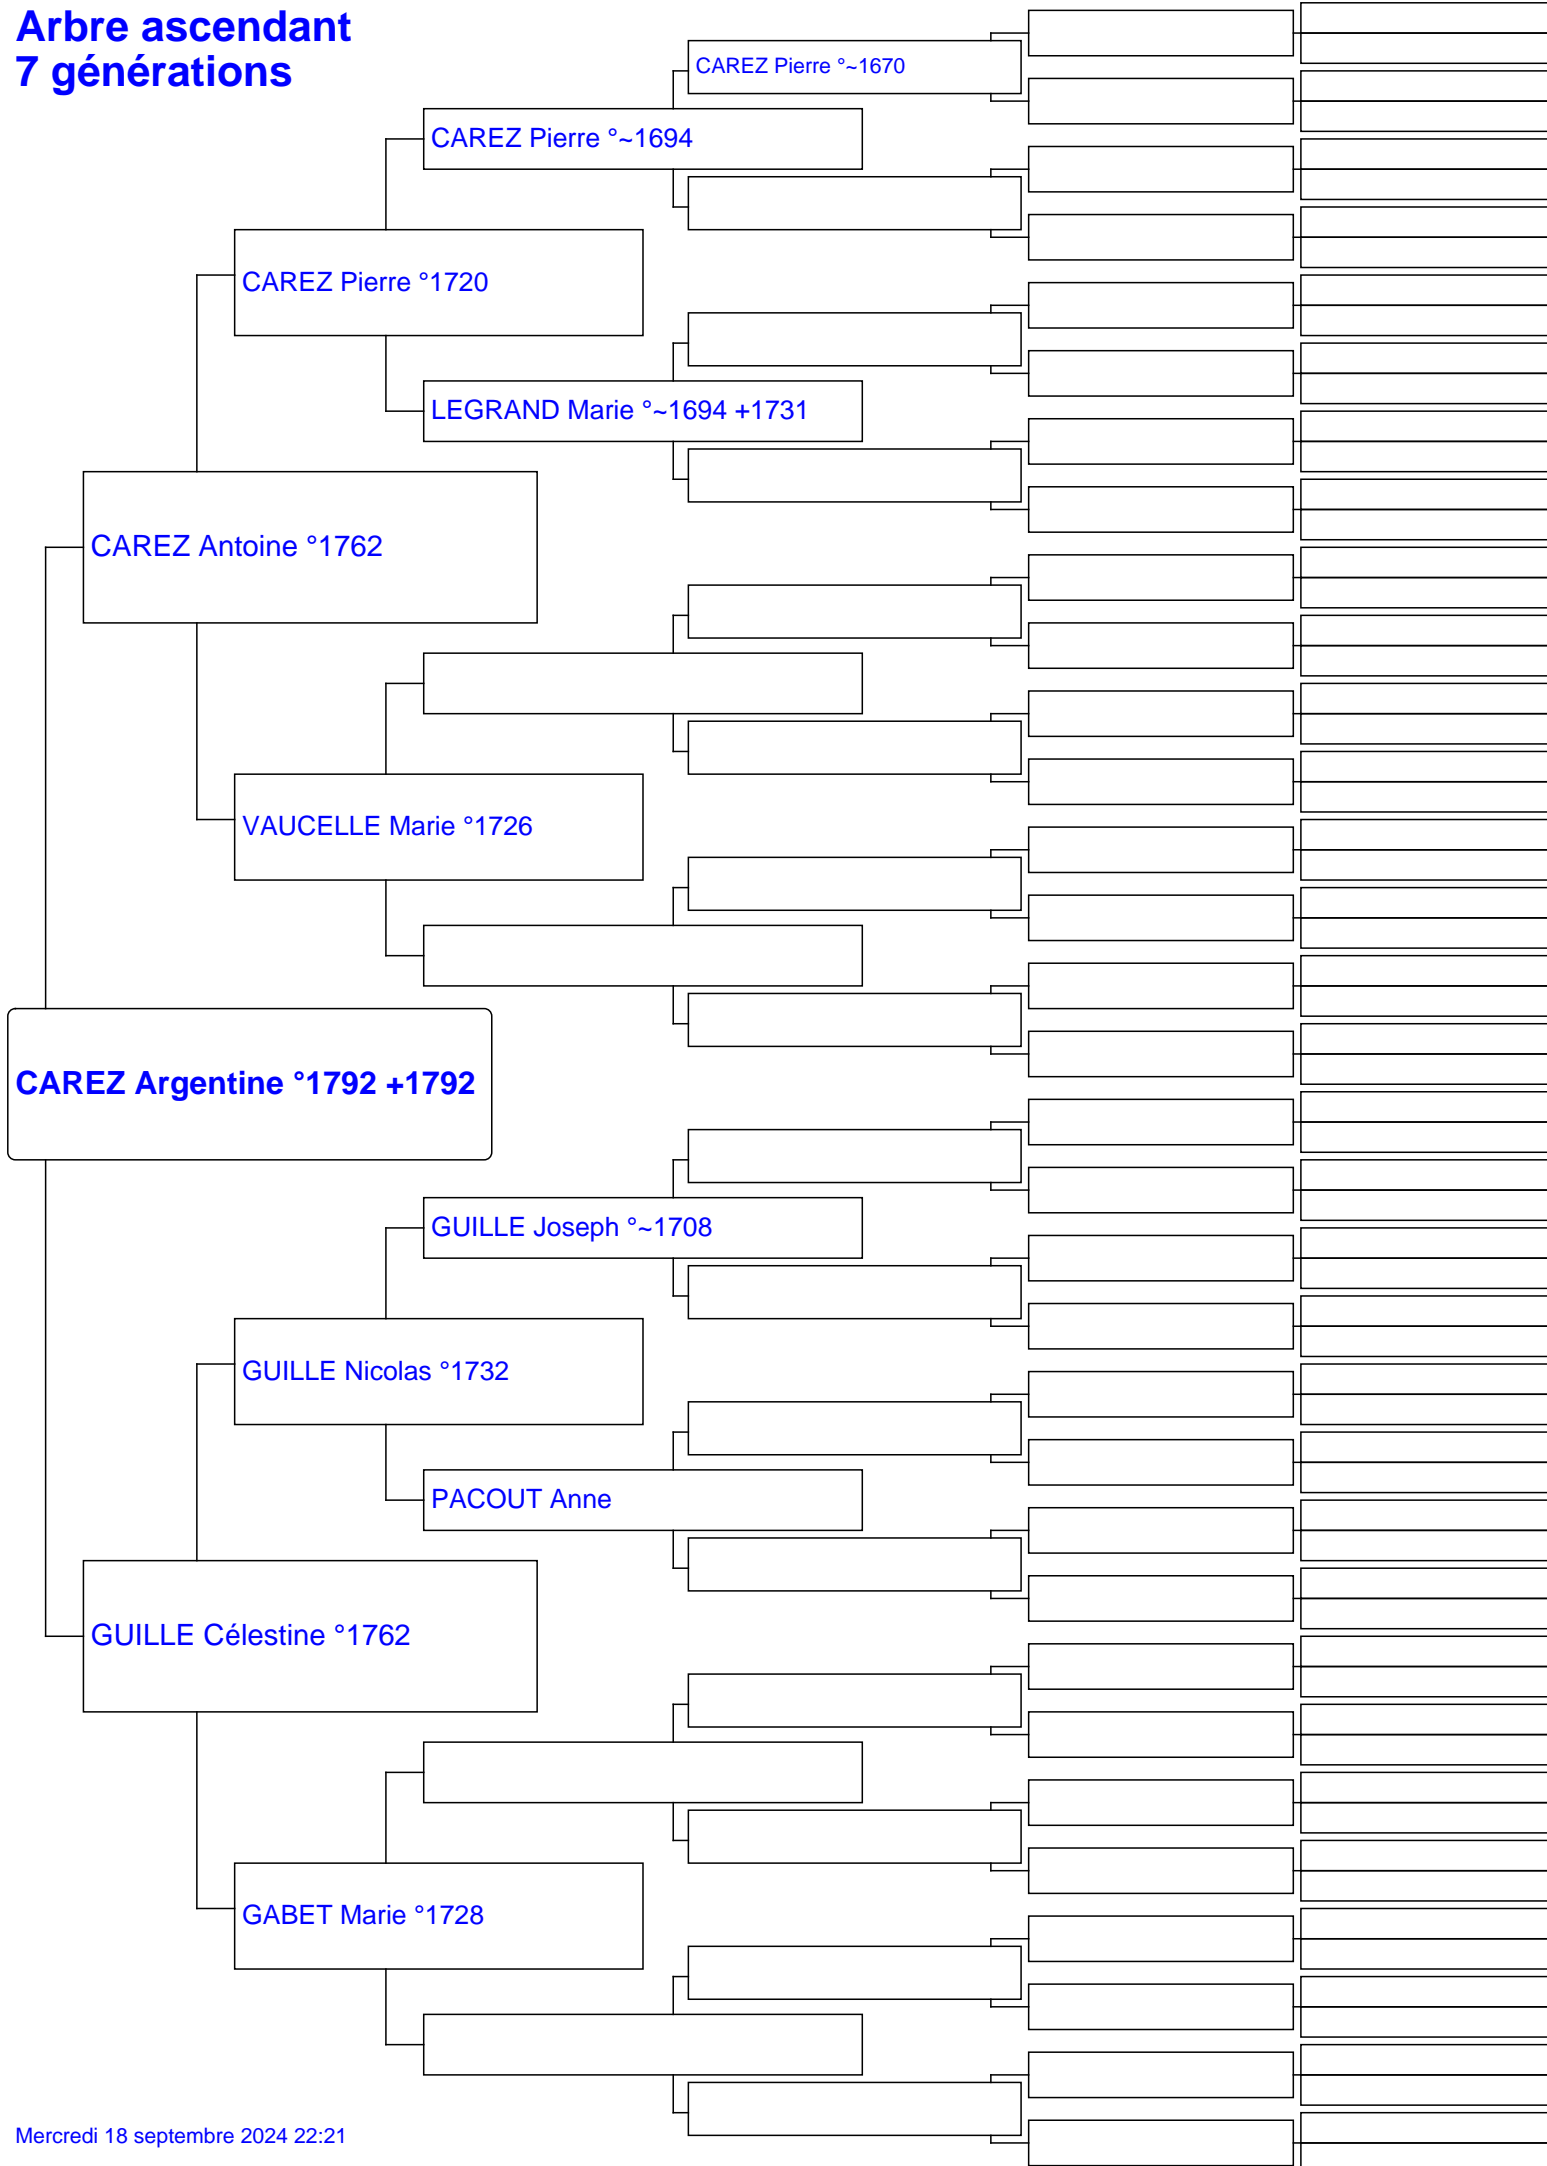 Arbre ascendant
7 générations
CAREZ Pierre °~1670
CAREZ Pierre °~1694
CAREZ Pierre °1720
LEGRAND Marie °~1694 +1731
CAREZ Antoine °1762
VAUCELLE Marie °1726
CAREZ Argentine °1792 +1792
GUILLE Joseph °~1708
GUILLE Nicolas °1732
PACOUT Anne
GUILLE Célestine °1762
GABET Marie °1728
Mercredi 18 septembre 2024 22:21